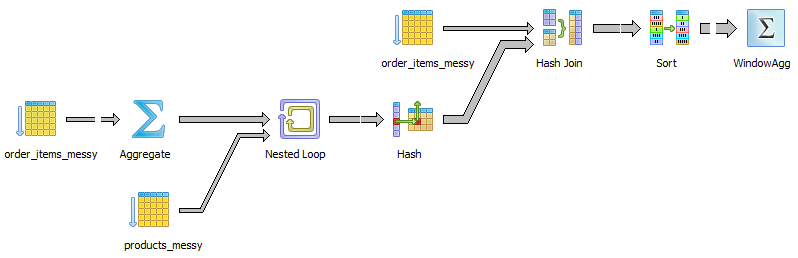 order_items_messy
Hash Join
Sort
WindowAgg
order_items_messy
Aggregate
Nested Loop
Hash
products_messy